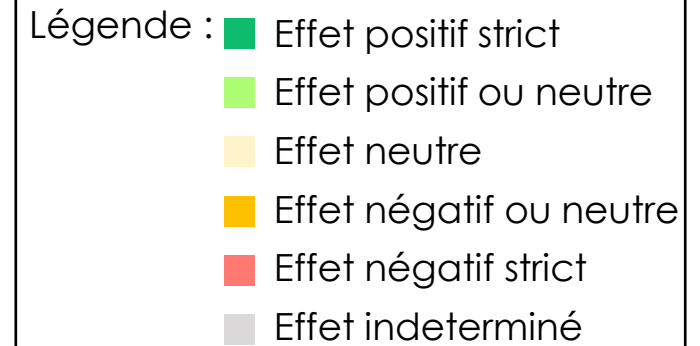 Légende : Effet positif strict
Effet positif ou neutre
Effet neutre
Effet négatif ou neutre
Effet négatif strict
Effet indeterminé